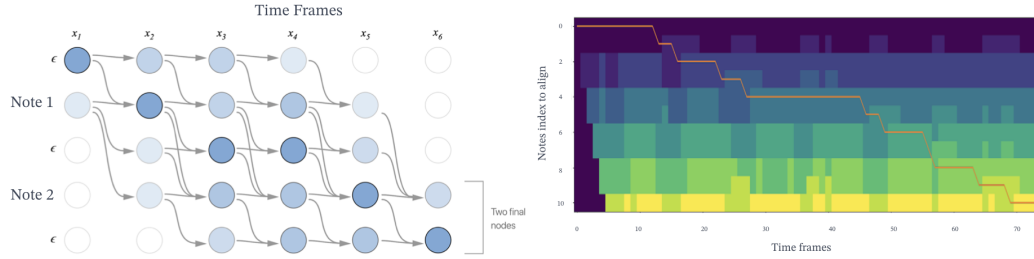 Time Frames
x1 x2 x3 x4 x5 x6
ϵ
Note 1
ϵ
Note 2
ϵ
Two final
nodes
Notes index to align
0
2
4
6
8
10
0 10 20 30 40 50 60 70
Time frames